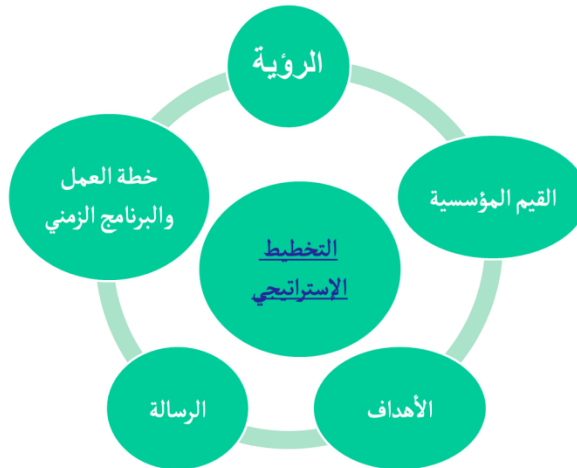 الرؤية
القيم المؤسسية
الأهداف
الرسالة
خطة العمل
والبرنامج الزمني
التخطيط
الإستراتيجي